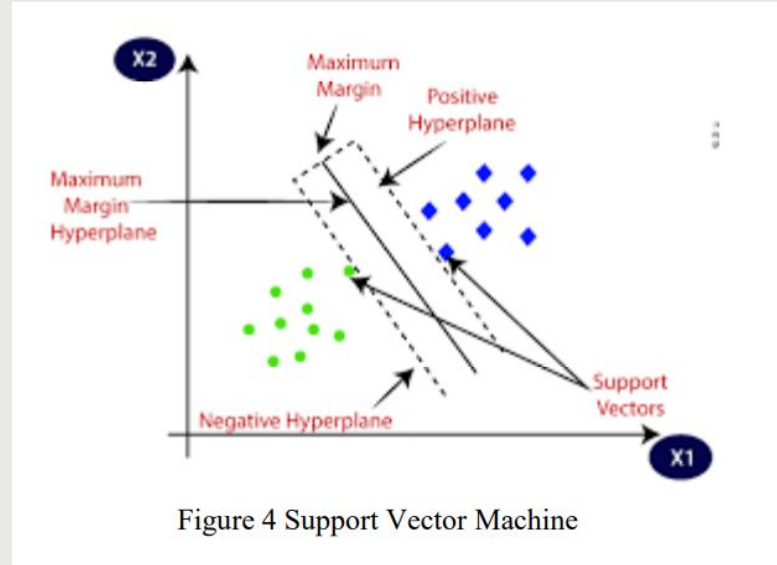 X2
Maximum
Margin
Positive
Hyperplane
Maximum
Margin
Hyperplane
Support
Vectors
Negative Hyperplane
X1
Figure 4 Support Vector Machine